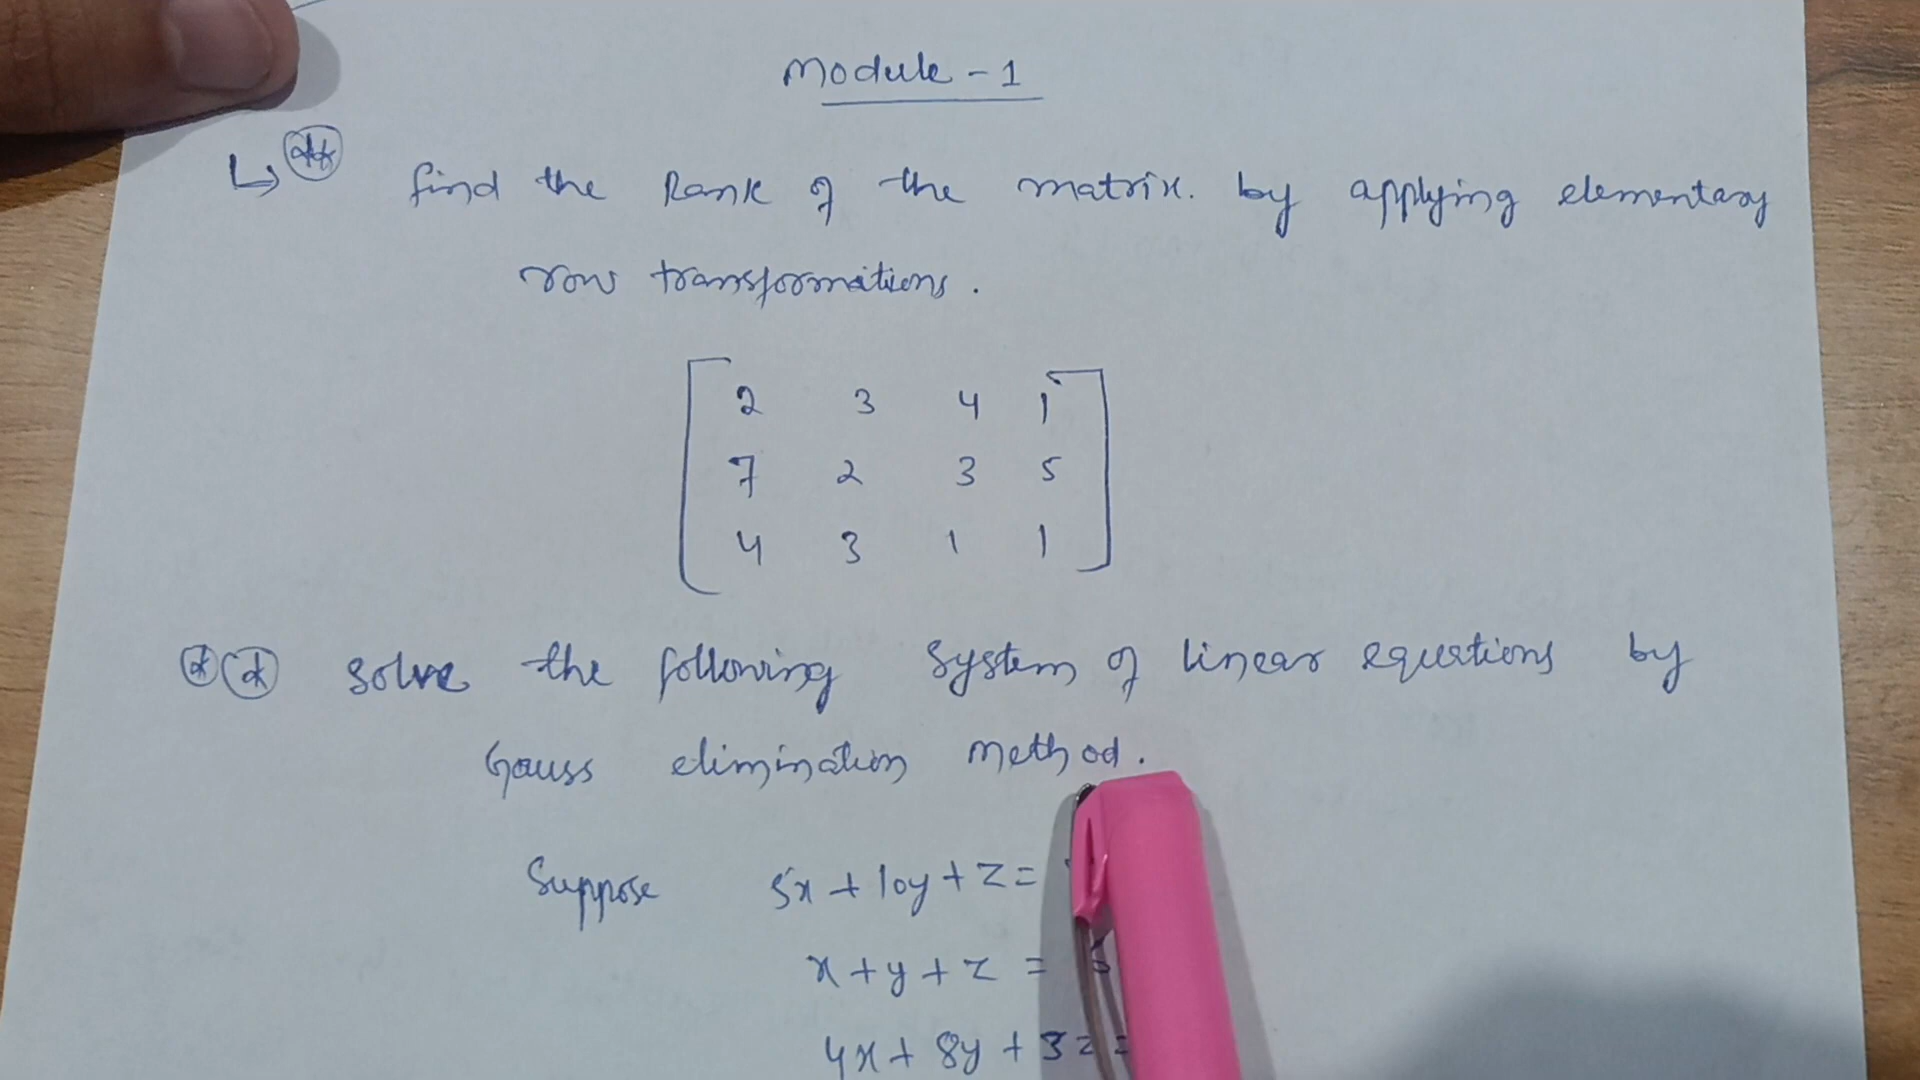 Module - 1
find the Rank of the matrix. by applying elementary
row transformations.
2 3 4 1
7 2 3 5
4 3 1 1
solve the following system of linear equations by
Gauss elimination method.
Suppose 5x + 10y + z =
x + y + z = 5
4x + 8y + 3z =